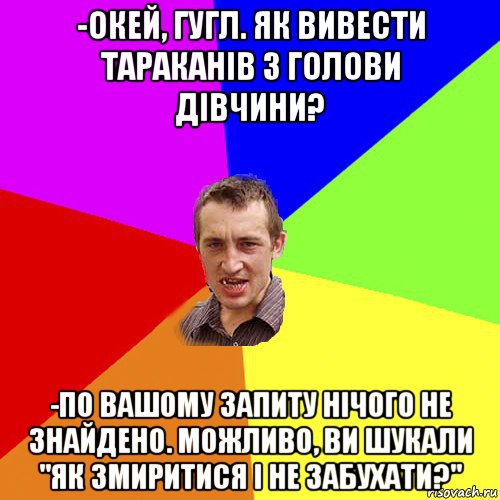 -ОКЕЙ, ГУГЛ. ЯК ВИВЕСТИ
ТАРАКАНІВ З ГОЛОВИ
ДІВЧИНИ?
-ПО ВАШОМУ ЗАПИТУ НІЧОГО НЕ
ЗНАЙДЕНО. МОЖЛИВО, ВИ ШУКАЛИ
"ЯК ЗМИРИТИСЯ І НЕ ЗАБУХАТИ?"
risovach.ru